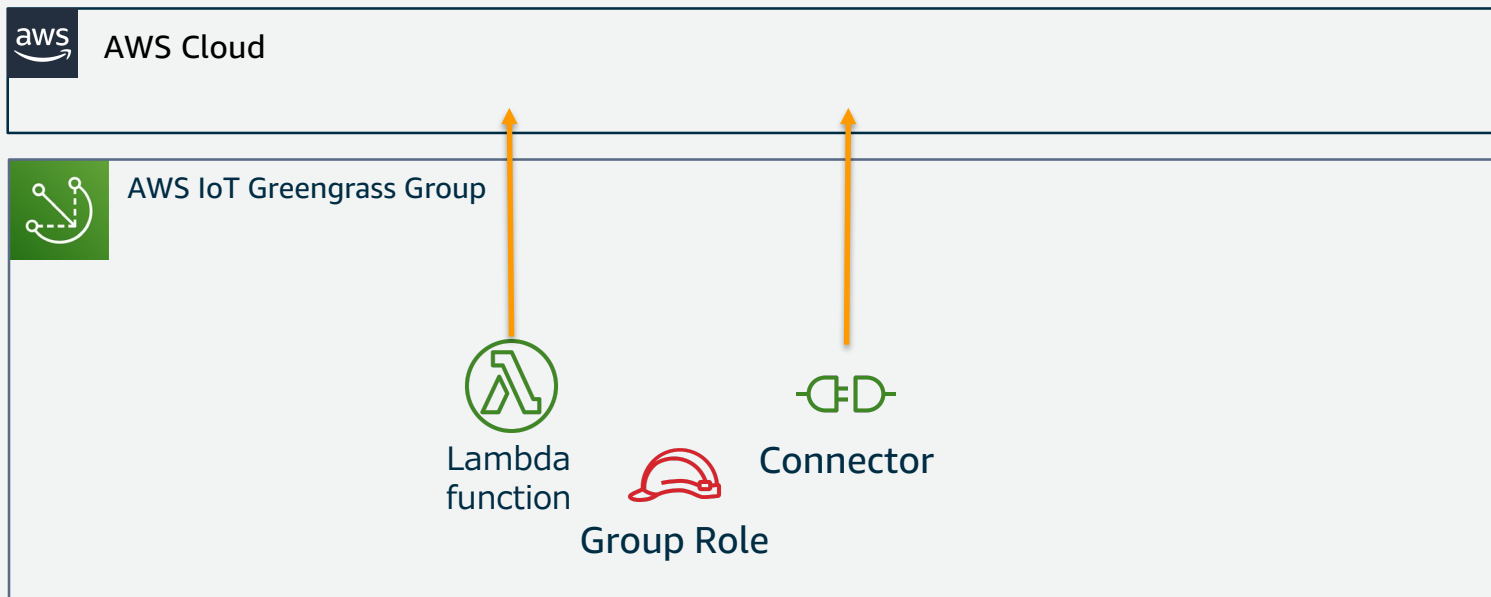 aws
AWS Cloud
AWS IoT Greengrass Group
Lambda
function
Connector
Group Role